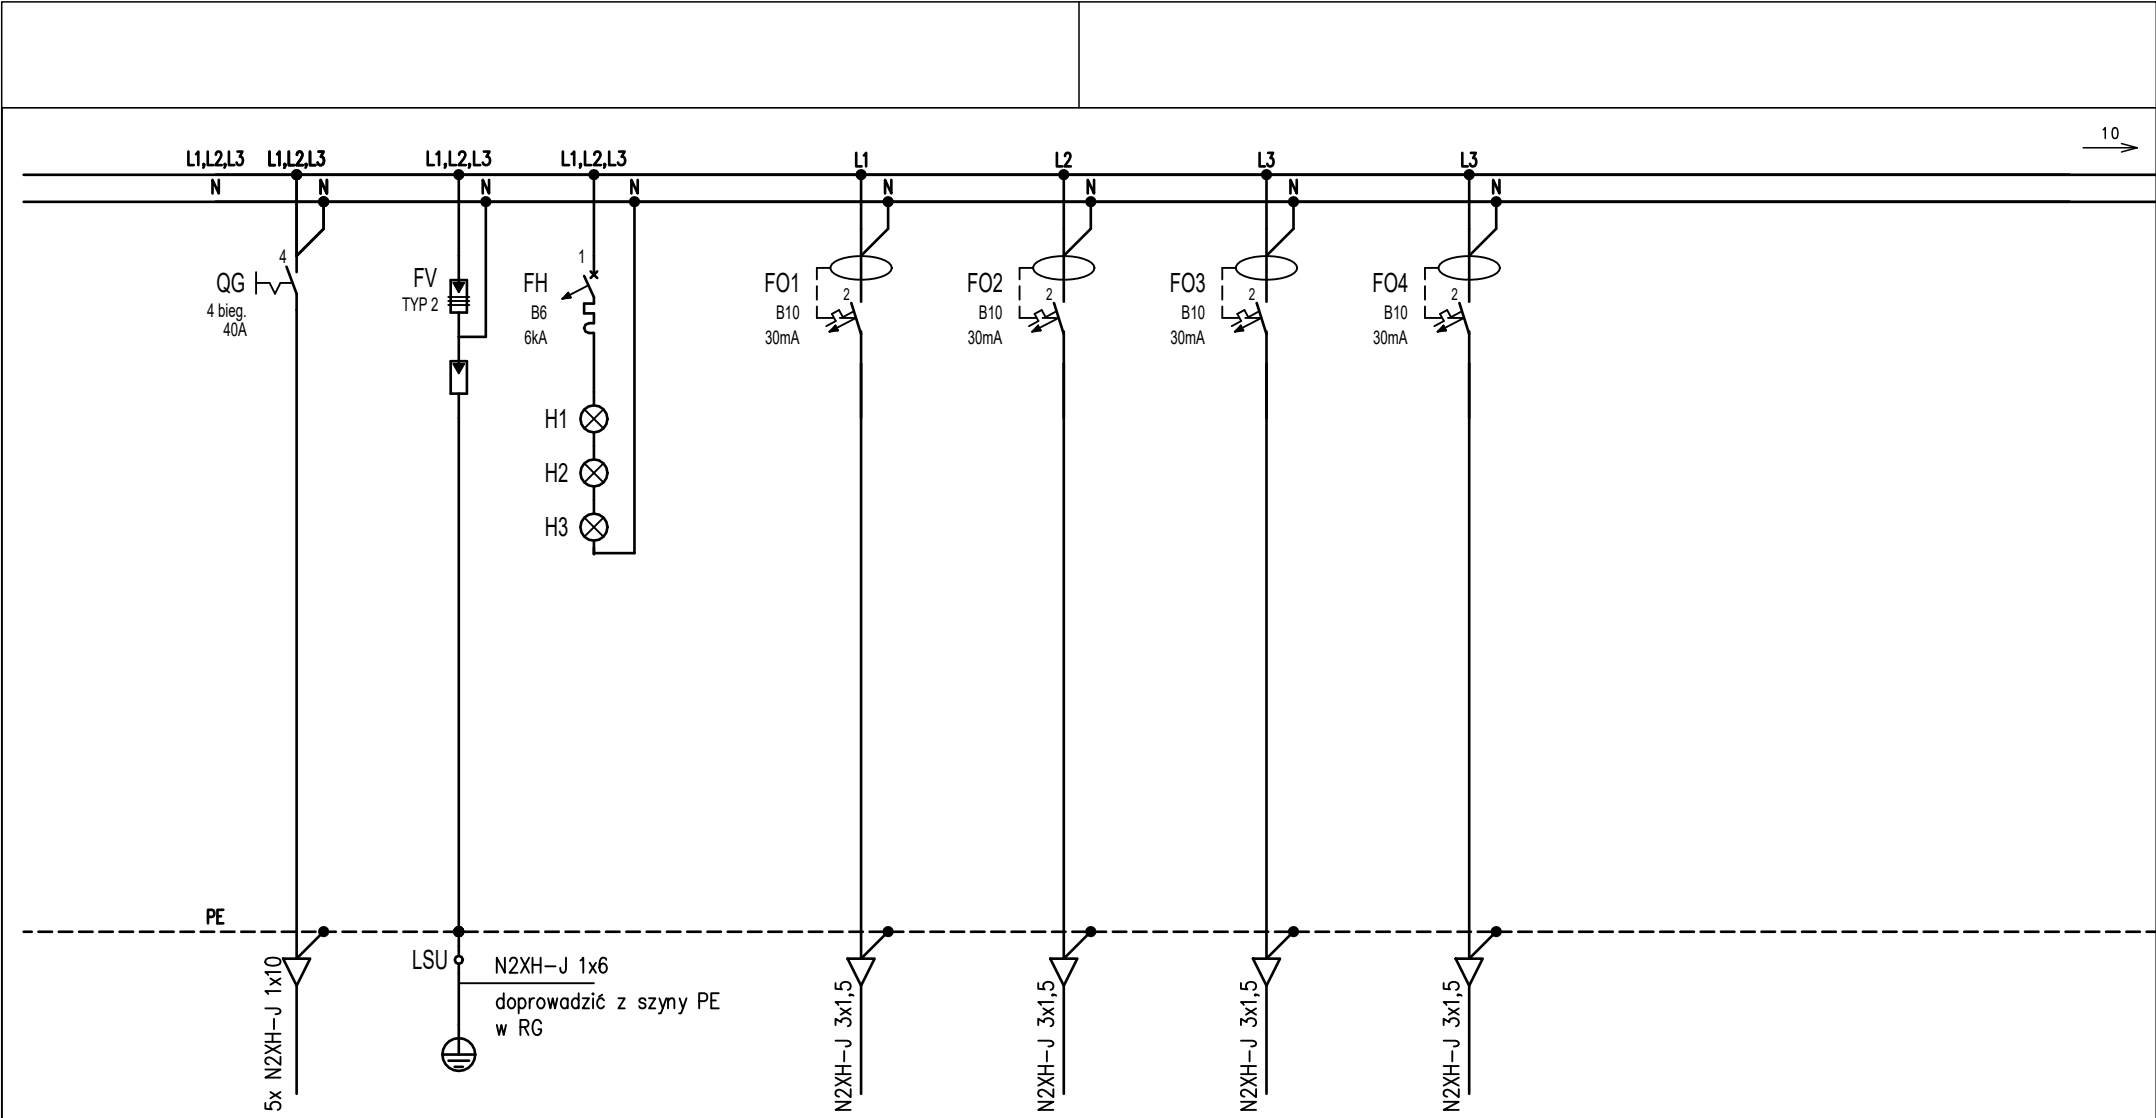 10
L1,L2,L3 L1,L2,L3 L1,L2,L3 L1,L2,L3 L1 L2 L3 L3
N N N N N N N N
4
QG
4 bieg.
40A
FV
TYP 2
1
FH
B6
6kA
H1
H2
H3
FO1
2
B10
30mA
FO2
2
B10
30mA
FO3
2
B10
30mA
FO4
2
B10
30mA
PE
5x N2XH-J 1x10
LSU
N2XH-J 1x6
doprowadzić z szyny PE
w RG
N2XH-J 3x1,5
N2XH-J 3x1,5
N2XH-J 3x1,5
N2XH-J 3x1,5